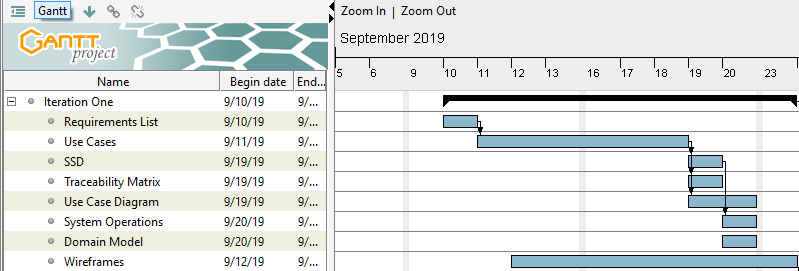 Gantt
Zoom In | Zoom Out
GANTT
project
September 2019
5 6 9 10 11 12 13 16 17 18 19 20 23
Name Begin date End...
Iteration One 9/10/19 9/...
Requirements List 9/10/19 9/...
Use Cases 9/11/19 9/...
SSD 9/19/19 9/...
Traceability Matrix 9/19/19 9/...
Use Case Diagram 9/19/19 9/...
System Operations 9/20/19 9/...
Domain Model 9/20/19 9/...
Wireframes 9/12/19 9/...